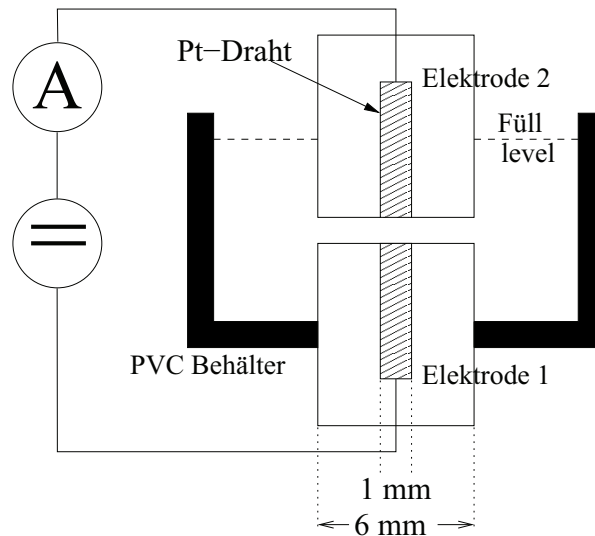 Pt−Draht
Elektrode 2
A
Füll
level
PVC Behälter
Elektrode 1
1 mm
6 mm